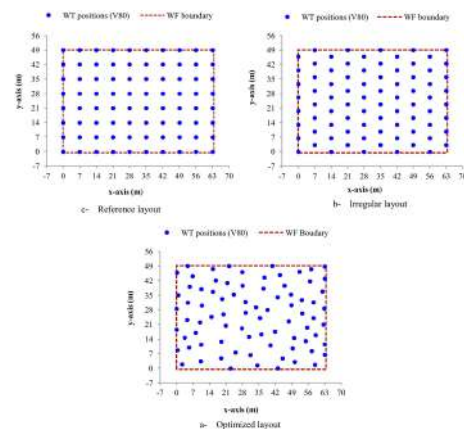 WT positions (V80) WF boundary
56
49
42
35
28
21
14
7
0
-7
y-axis (m)
-7 0 7 14 21 28 35 42 49 56 63 70
x-axis (m)
c- Reference layout
WT positions (V80) WF boundary
56
49
42
35
28
21
14
7
0
-7
y-axis (m)
-7 0 7 14 21 28 35 42 49 56 63 70
x-axis (m)
b- Irregular layout
WT positions (V80) WF Boudary
56
49
42
35
28
21
14
7
0
-7
y-axis (m)
-7 0 7 14 21 28 35 42 49 56 63 70
x-axis (m)
a- Optimized layout